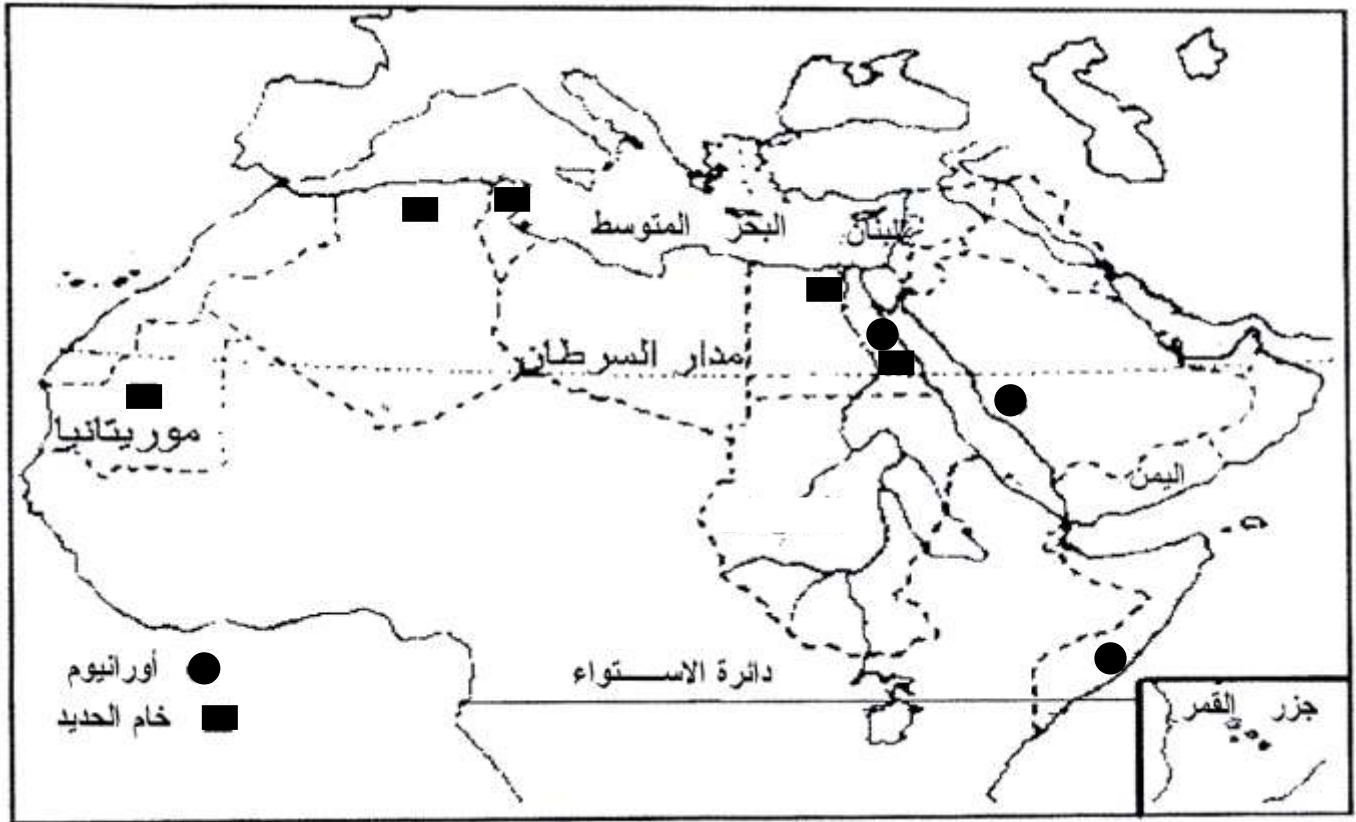 البحر المتوسط
لبنان
مدار السرطان
موريتانيا
اليمن
أورانيوم
دائرة الاستواء
خام الحديد
جزر القمر